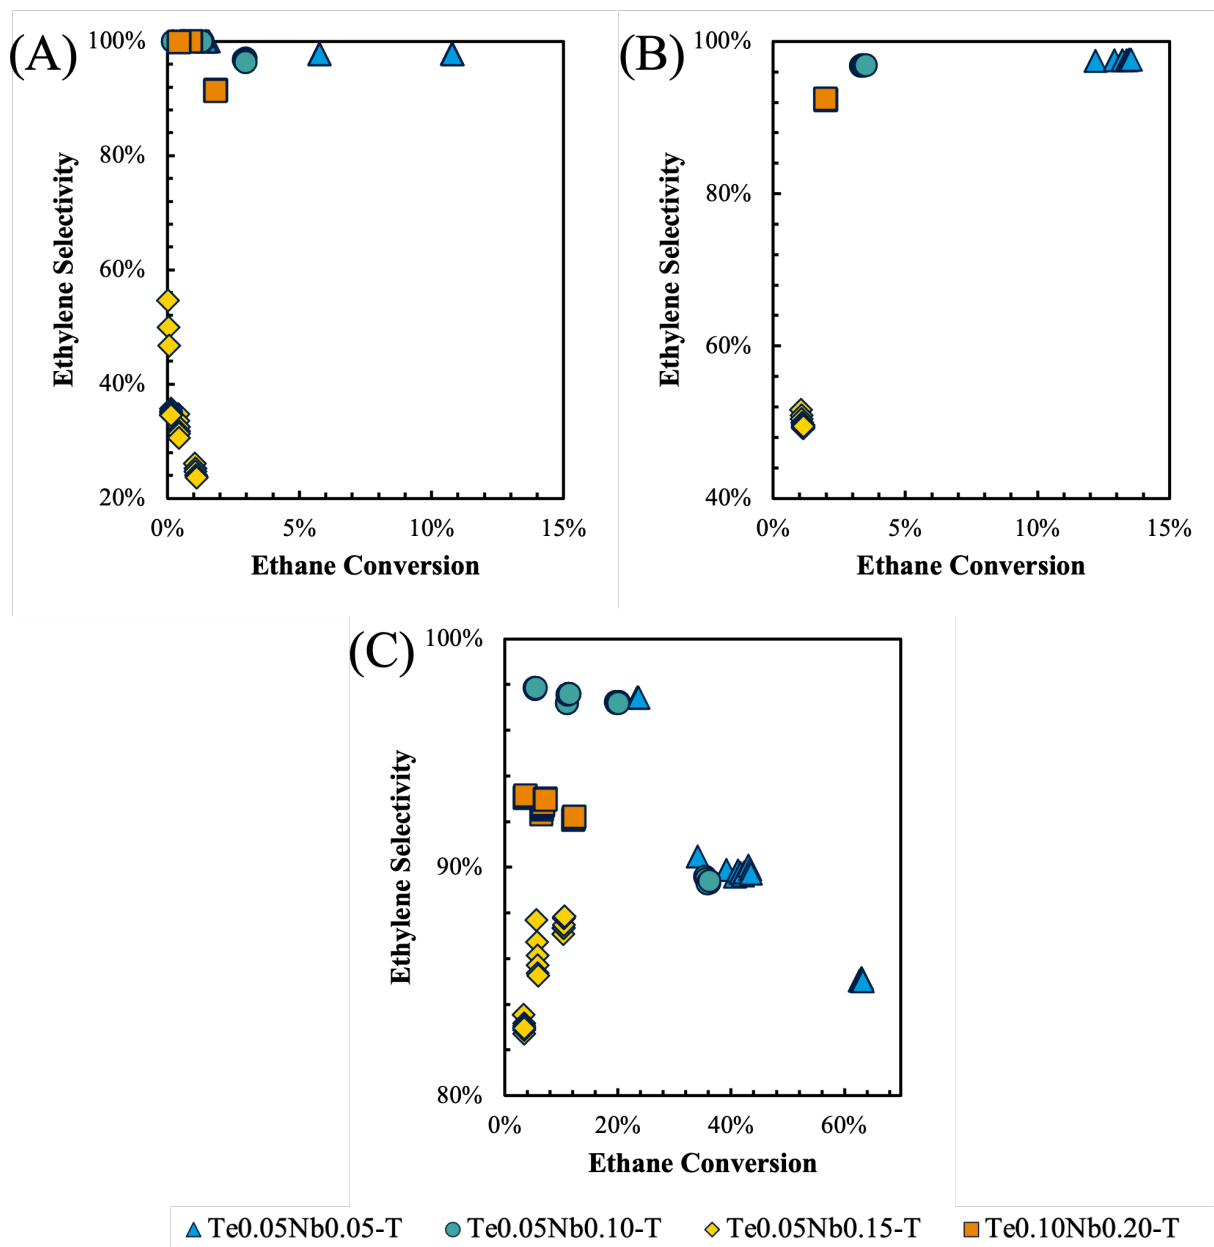 (A)
100%
80%
60%
40%
20%
Ethylene Selectivity
0% 5% 10% 15%
Ethane Conversion
(B)
100%
80%
60%
40%
Ethylene Selectivity
0% 5% 10% 15%
Ethane Conversion
(C)
100%
90%
80%
Ethylene Selectivity
0% 20% 40% 60%
Ethane Conversion
Te0.05Nb0.05-T Te0.05Nb0.10-T Te0.05Nb0.15-T Te0.10Nb0.20-T